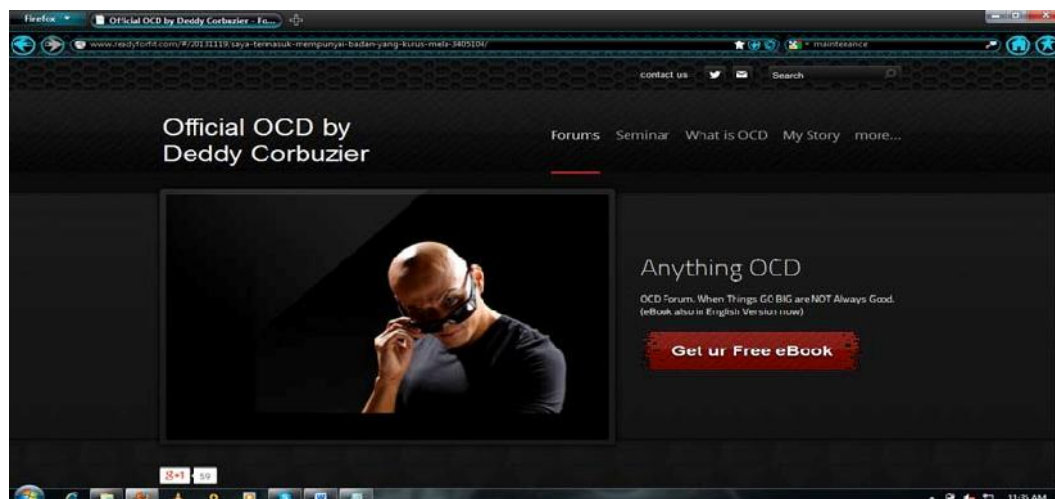 Firefox
Official OCD by Deddy Corbuzier - Fo...
www.readyforfit.com/#/20131119/saya-termasuk-mempunyai-badan-yang-kurus-mela-3405104/
maintenance
contact us
Search
Official OCD by
Deddy Corbuzier
Forums Seminar What is OCD My Story more...
Anything OCD
OCD Forum. When Things GO BIG are NOT Always Good.
(eBook also in English Version now)
Get ur Free eBook
g+1 59
11:35 AM